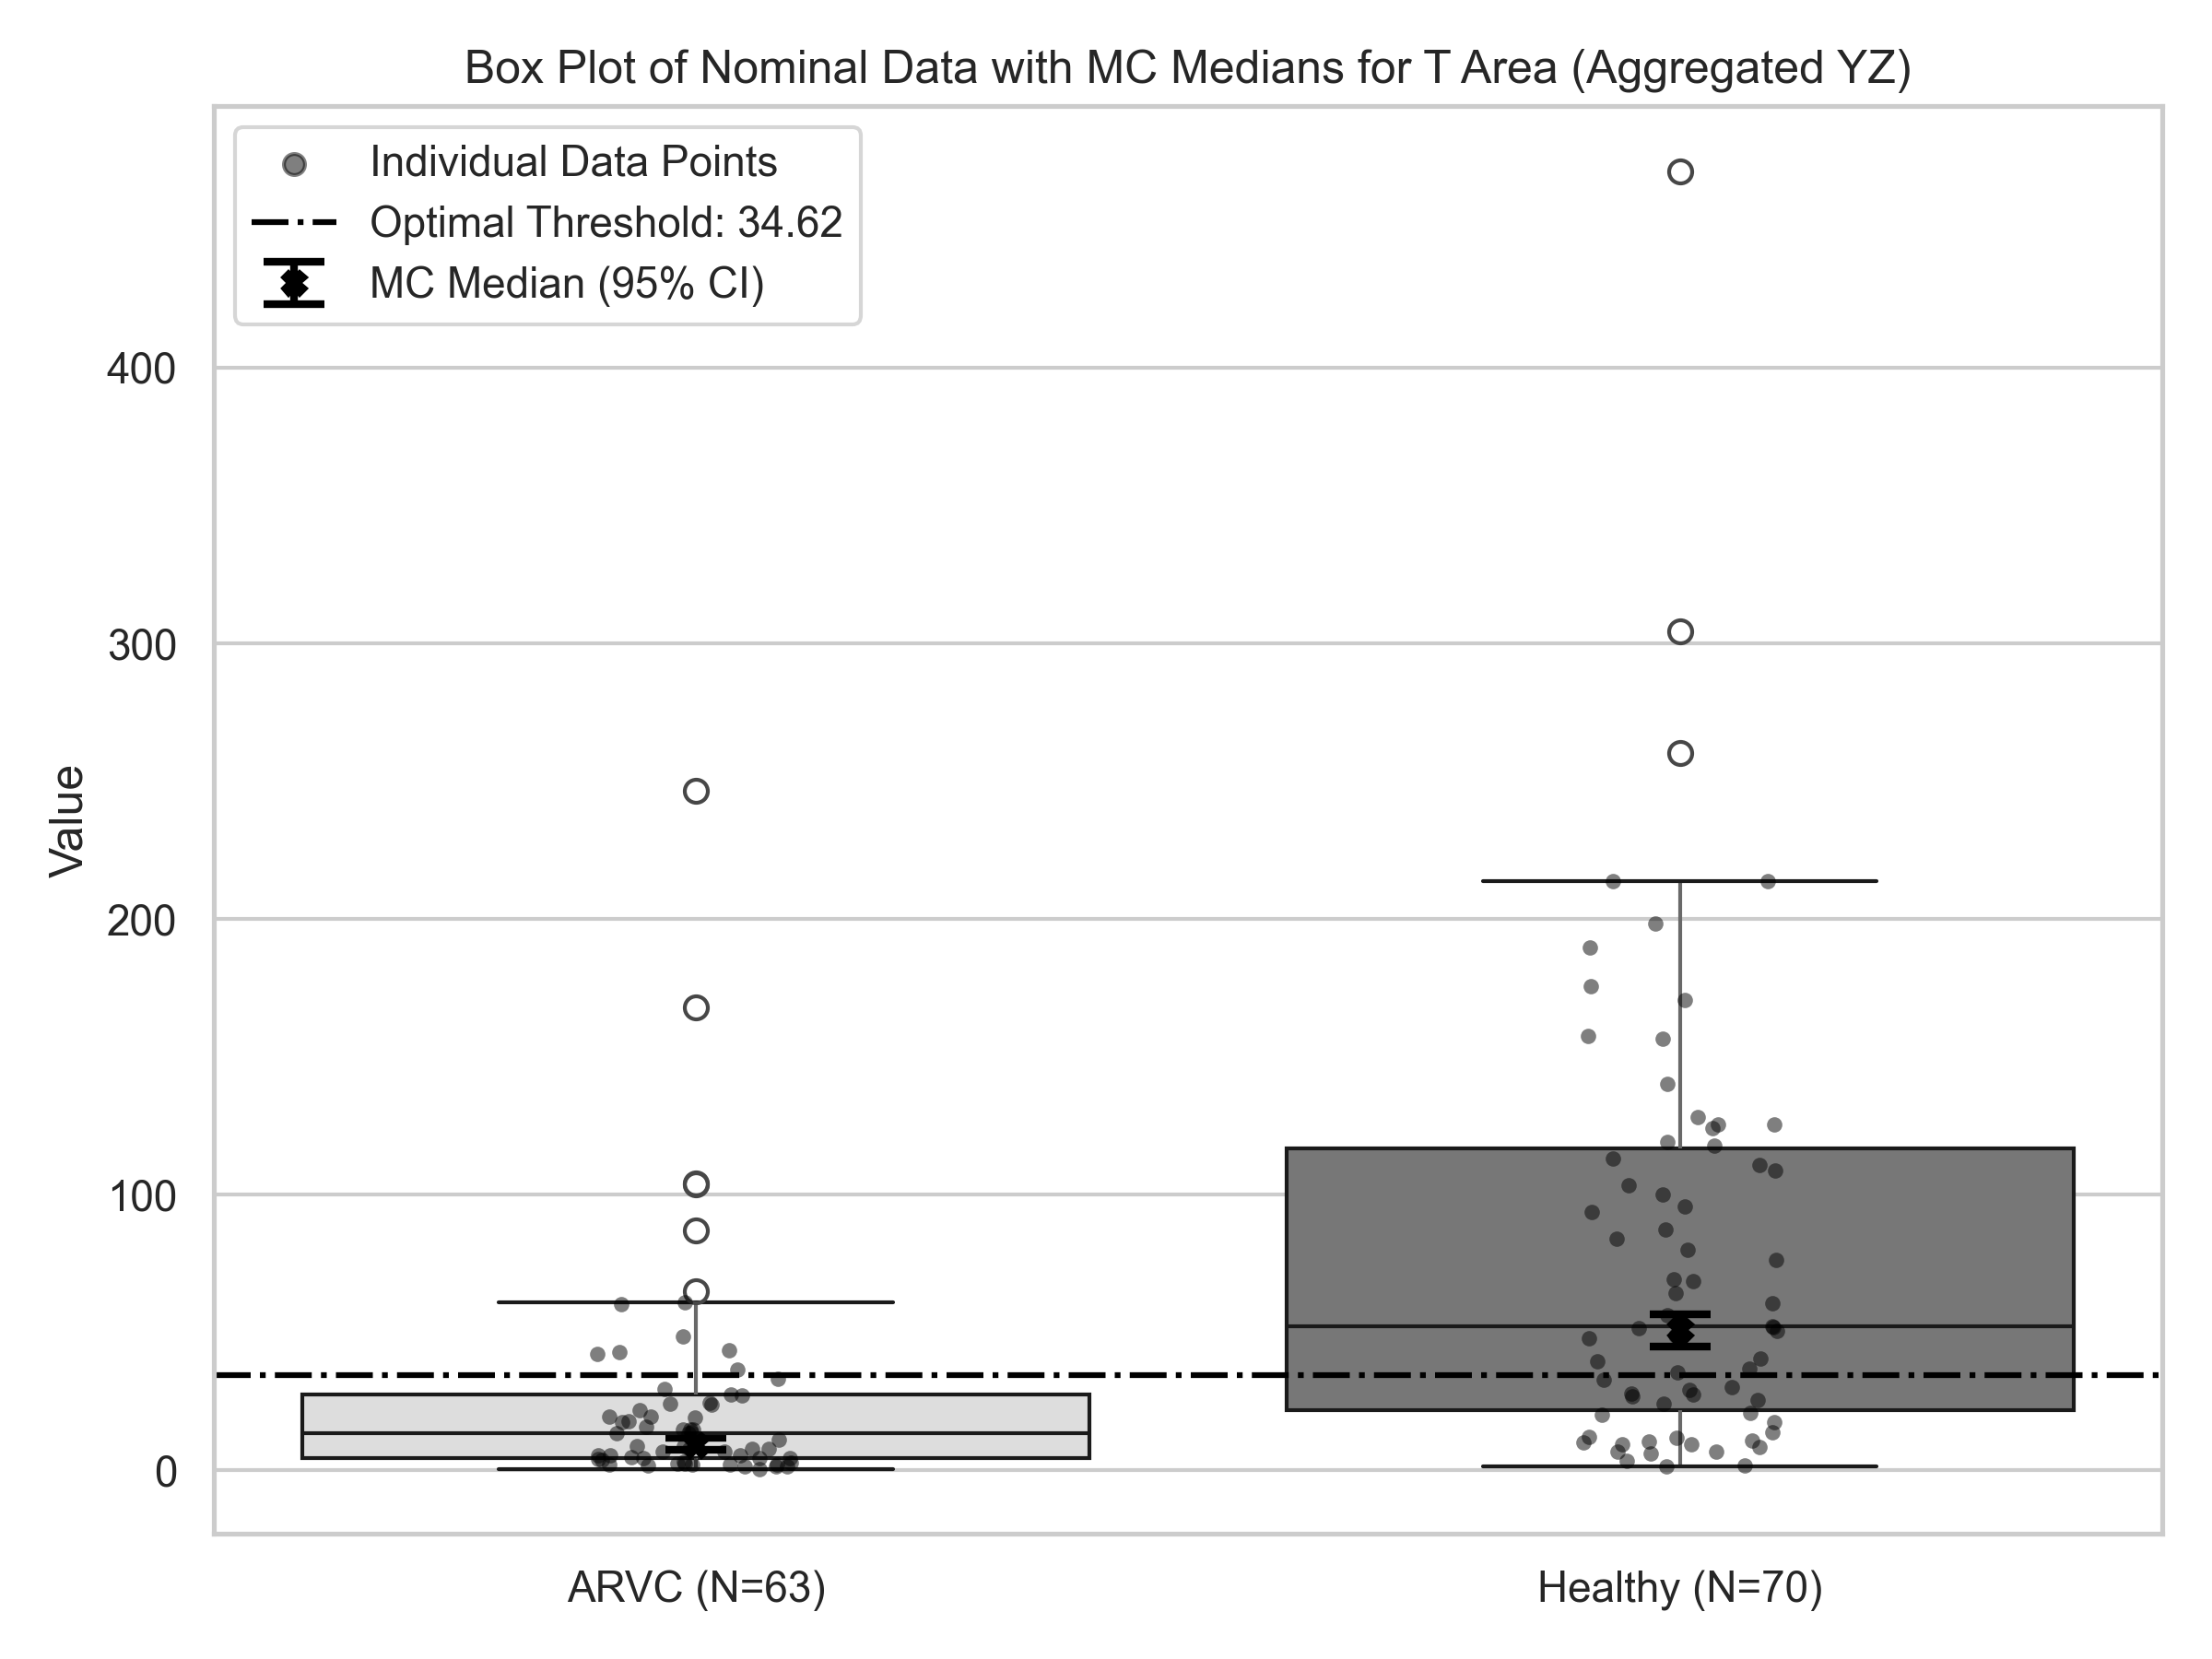 Box Plot of Nominal Data with MC Medians for T Area (Aggregated YZ)
Individual Data Points
Optimal Threshold: 34.62
MC Median (95% CI)
400
300
200
100
0
Value
ARVC (N=63)
Healthy (N=70)